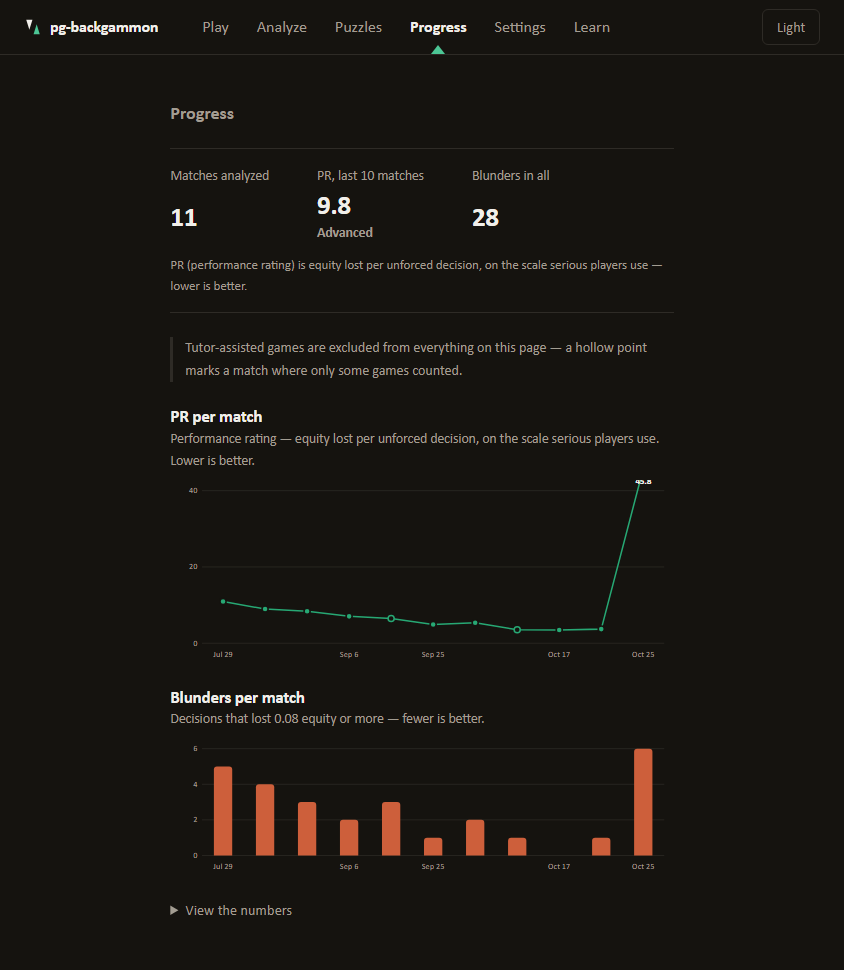 pg-backgammon Play Analyze Puzzles Progress Settings Learn Light
Progress
Matches analyzed PR, last 10 matches Blunders in all
11 9.8 28
Advanced
PR (performance rating) is equity lost per unforced decision, on the scale serious players use —
lower is better.
Tutor-assisted games are excluded from everything on this page — a hollow point
marks a match where only some games counted.
PR per match
Performance rating — equity lost per unforced decision, on the scale serious players use.
Lower is better.
40
20
0
Jul 29 Sep 6 Sep 25 Oct 17 Oct 25
Blunders per match
Decisions that lost 0.08 equity or more — fewer is better.
6
4
2
0
Jul 29 Sep 6 Sep 25 Oct 17 Oct 25
View the numbers